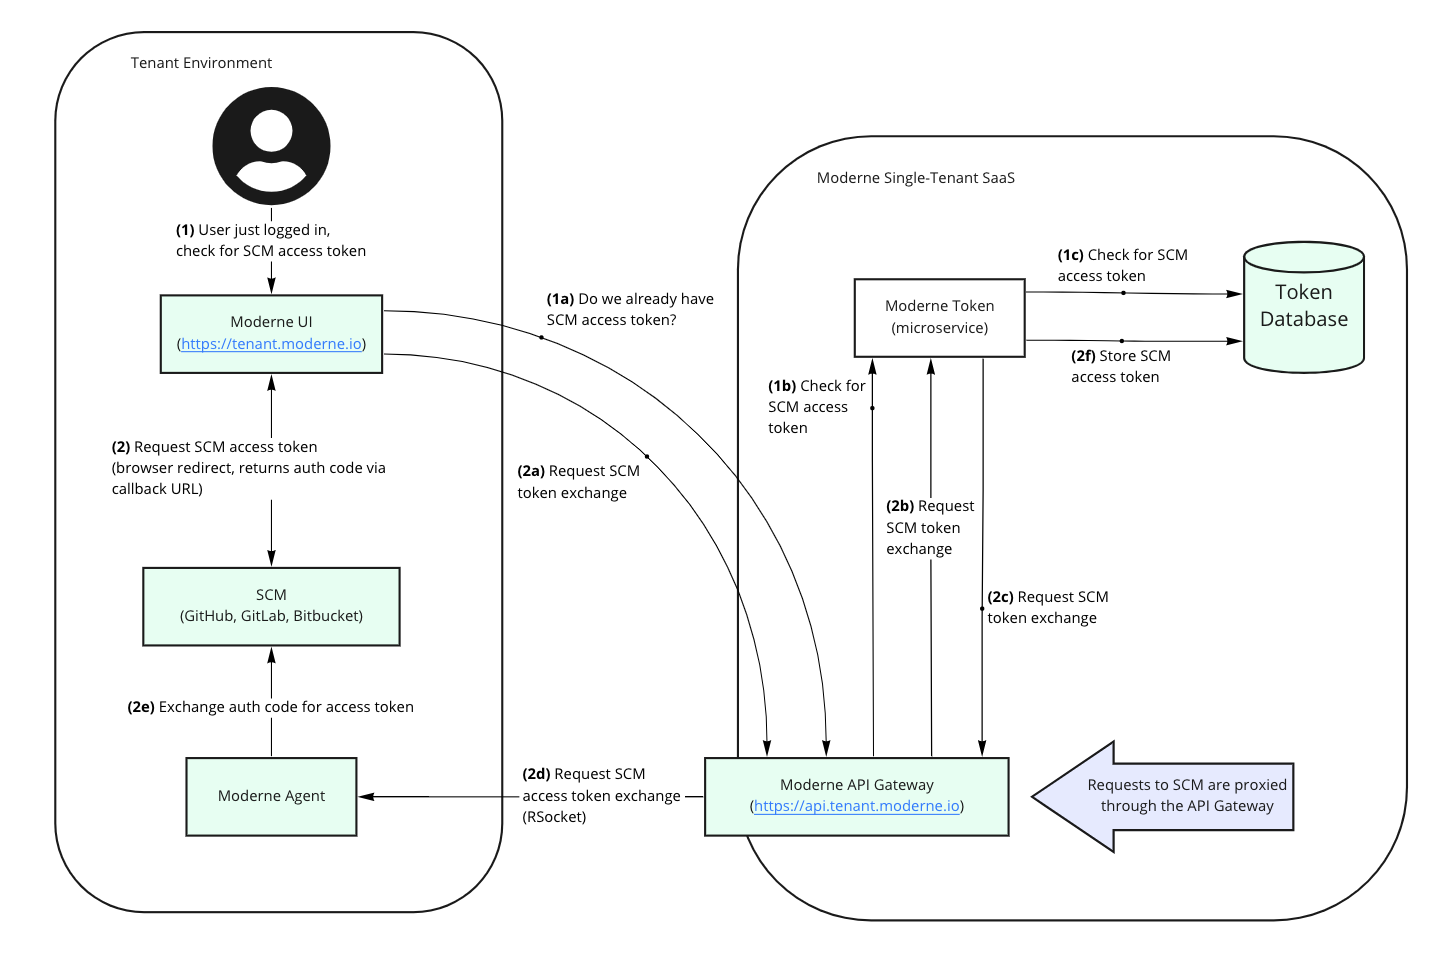 Tenant Environment
(1) User just logged in,
check for SCM access token
Moderne UI
(https://tenant.moderne.io)
(2) Request SCM access token
(browser redirect, returns auth code via
callback URL)
SCM
(GitHub, GitLab, Bitbucket)
(2e) Exchange auth code for access token
Moderne Agent
(1a) Do we already have
SCM access token?
(2a) Request SCM
token exchange
(2d) Request SCM
access token exchange
(RSocket)
Moderne Single-Tenant SaaS
Moderne Token
(microservice)
(1c) Check for SCM
access token
Token
Database
(2f) Store SCM
access token
(1b) Check for
SCM access
token
(2b) Request
SCM token
exchange
(2c) Request SCM
token exchange
Moderne API Gateway
(https://api.tenant.moderne.io)
Requests to SCM are proxied
through the API Gateway